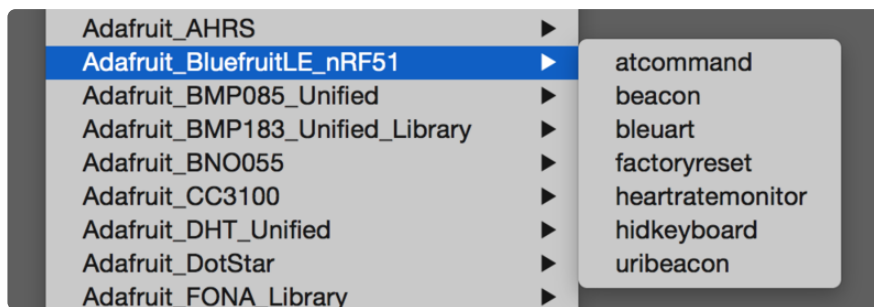 Adafruit_AHRS
Adafruit_BluefruitLE_nRF51
Adafruit_BMP085_Unified
Adafruit_BMP183_Unified_Library
Adafruit_BNO055
Adafruit_CC3100
Adafruit_DHT_Unified
Adafruit_DotStar
Adafruit_FONA_Library
atcommand
beacon
bleuart
factoryreset
heartratemonitor
hidkeyboard
uribeacon